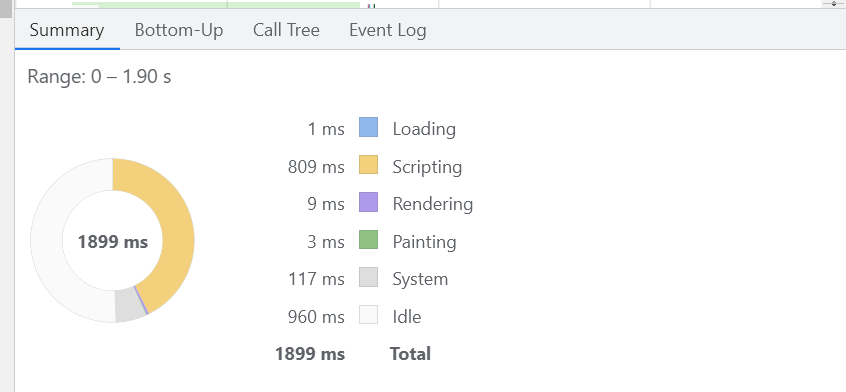 Summary Bottom-Up Call Tree Event Log
Range: 0 – 1.90 s
1 ms Loading
809 ms Scripting
9 ms Rendering
1899 ms
3 ms Painting
117 ms System
960 ms Idle
1899 ms Total